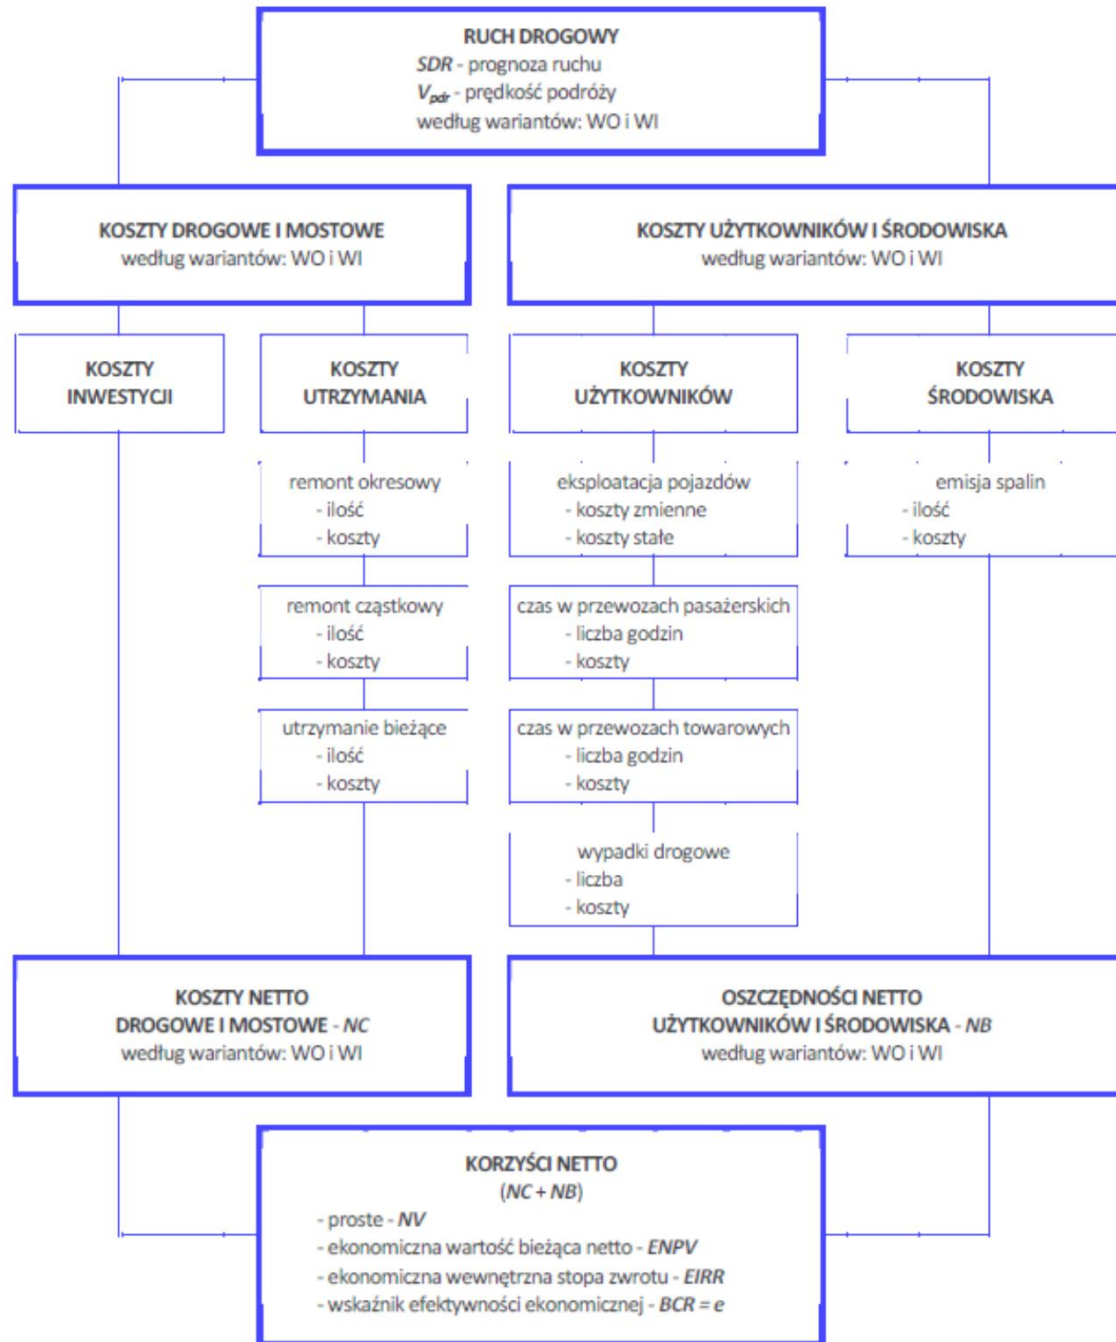 RUCH DROGOWY
SDR - prognoza ruchu
Vpdr - prędkość podróży
według wariantów: WO i WI
KOSZTY DROGOWE I MOSTOWE
według wariantów: WO i WI
KOSZTY UŻYTKOWNIKÓW I ŚRODOWISKA
według wariantów: WO i WI
KOSZTY
INWESTYCJI
KOSZTY
UTRZYMANIA
KOSZTY
UŻYTKOWNIKÓW
KOSZTY
ŚRODOWISKA
remont okresowy
- ilość
- koszty
eksploatacja pojazdów
- koszty zmienne
- koszty stałe
emisja spalin
- ilość
- koszty
remont cząstkowy
- ilość
- koszty
czas w przewozach pasażerskich
- liczba godzin
- koszty
utrzymanie bieżące
- ilość
- koszty
czas w przewozach towarowych
- liczba godzin
- koszty
wypadki drogowe
- liczba
- koszty
KOSZTY NETTO
DROGOWE I MOSTOWE - NC
według wariantów: WO i WI
OSZCZĘDNOŚCI NETTO
UŻYTKOWNIKÓW I ŚRODOWISKA - NB
według wariantów: WO i WI
KORZYŚCI NETTO
(NC + NB)
- proste - NV
- ekonomiczna wartość bieżąca netto - ENPV
- ekonomiczna wewnętrzna stopa zwrotu - EIRR
- wskaźnik efektywności ekonomicznej - BCR = e